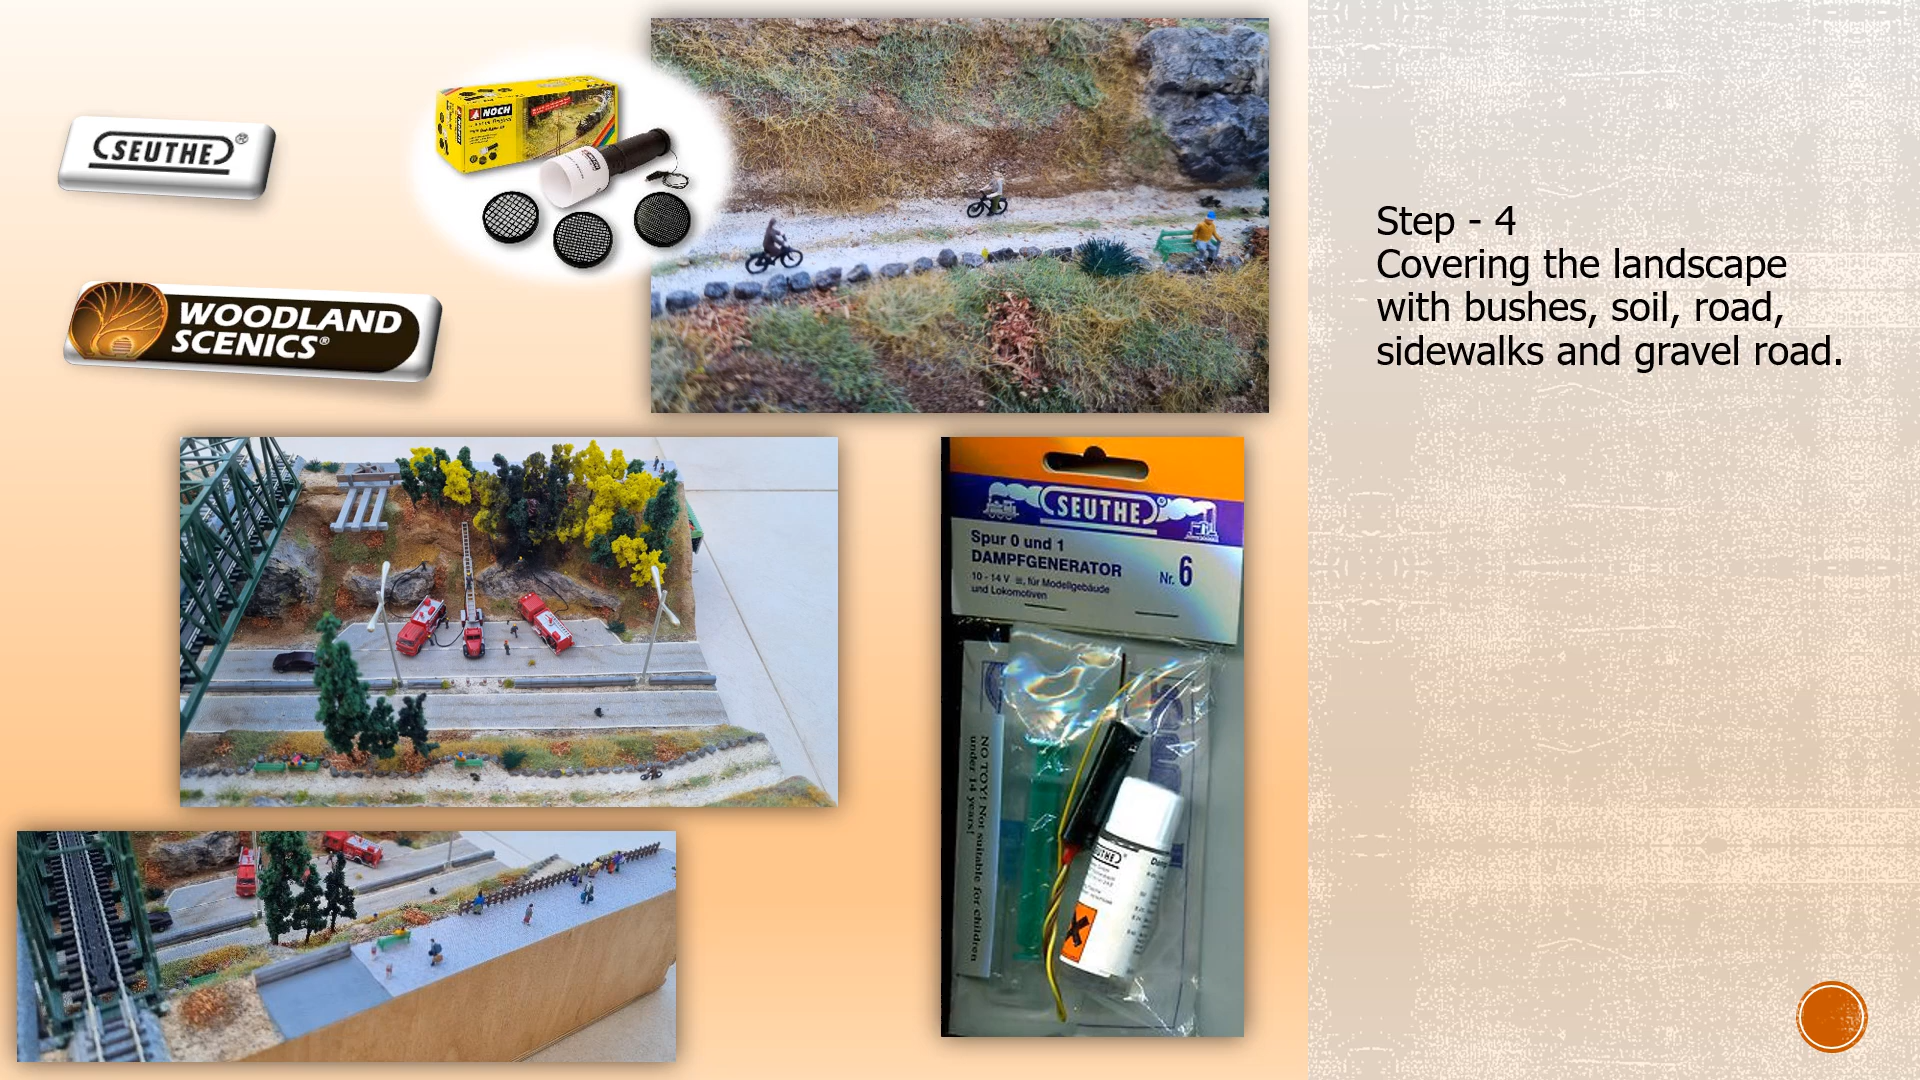 SEUTHE®
NOCH
WOODLAND
SCENICS®
Step - 4
Covering the landscape
with bushes, soil, road,
sidewalks and gravel road.
SEUTHE®
Spur 0 und 1
DAMPFGENERATOR
Nr. 6
10 - 14 V =, für Modellgebäude
und Lokomotiven
NO TOY! Not suitable for children
under 14 years!
SEUTHE®